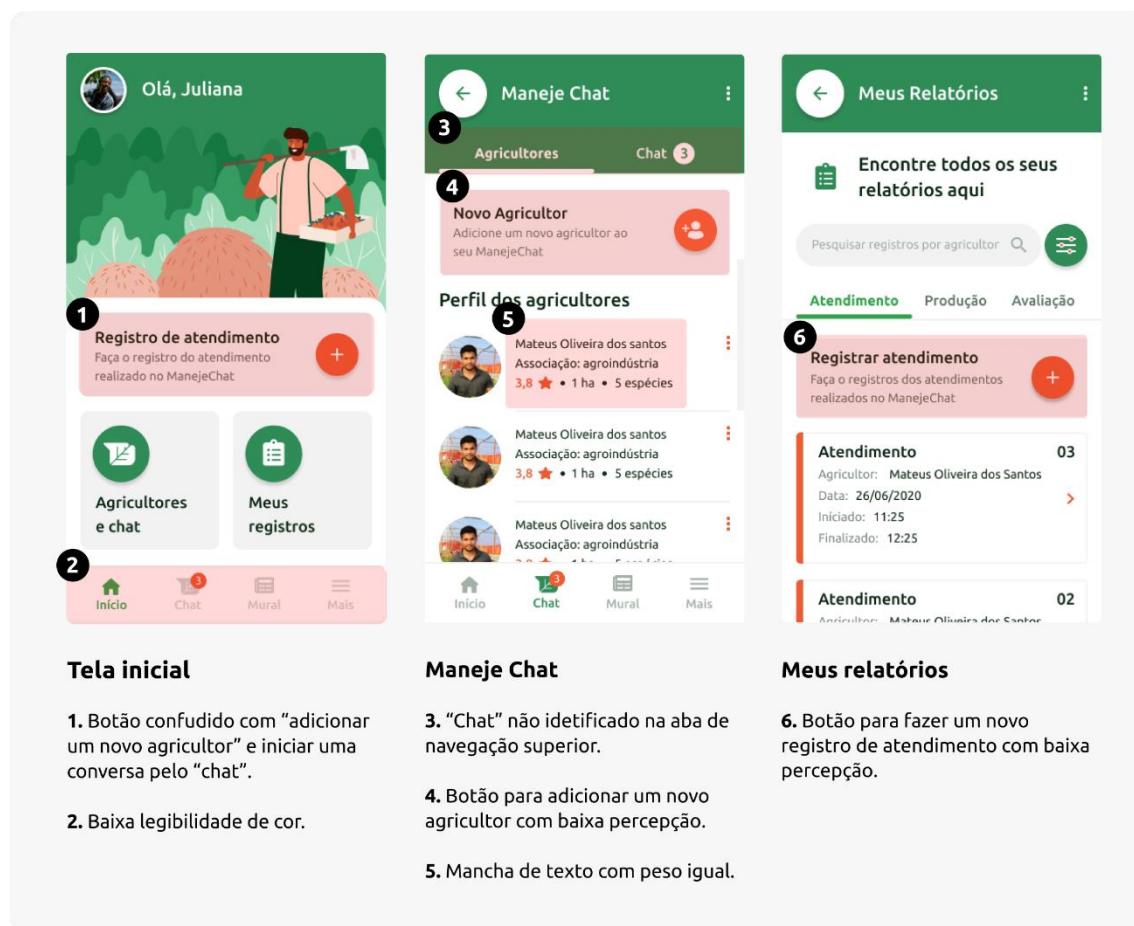 Olá, Juliana
1
Registro de atendimento
Faça o registro do atendimento
realizado no ManejeChat
+
Agricultores
e chat
Meus
registros
2
3
Início
Chat
Mural
Mais
Maneje Chat
3
Agricultores
Chat 3
4
Novo Agricultor
Adicione um novo agricultor ao
seu ManejeChat
Perfil dos agricultores
5
Mateus Oliveira dos santos
Associação: agroindústria
3,8 ★ • 1 ha • 5 espécies
Mateus Oliveira dos santos
Associação: agroindústria
3,8 ★ • 1 ha • 5 espécies
Mateus Oliveira dos santos
Associação: agroindústria
3
Início
Chat
Mural
Mais
Meus Relatórios
Encontre todos os seus
relatórios aqui
Pesquisar registros por agricultor
Atendimento Produção Avaliação
6
Registrar atendimento
Faça o registros dos atendimentos
realizados no ManejeChat
+
Atendimento 03
Agricultor: Mateus Oliveira dos Santos
Data: 26/06/2020
Iníciado: 11:25
Finalizado: 12:25
Atendimento 02
Agricultor: Mateus Oliveira dos Santos
Tela inicial
1. Botão confudido com “adicionar
um novo agricultor” e iniciar uma
conversa pelo “chat”.
2. Baixa legibilidade de cor.
Maneje Chat
3. “Chat” não idetificado na aba de
navegação superior.
4. Botão para adicionar um novo
agricultor com baixa percepção.
5. Mancha de texto com peso igual.
Meus relatórios
6. Botão para fazer um novo
registro de atendimento com baixa
percepção.